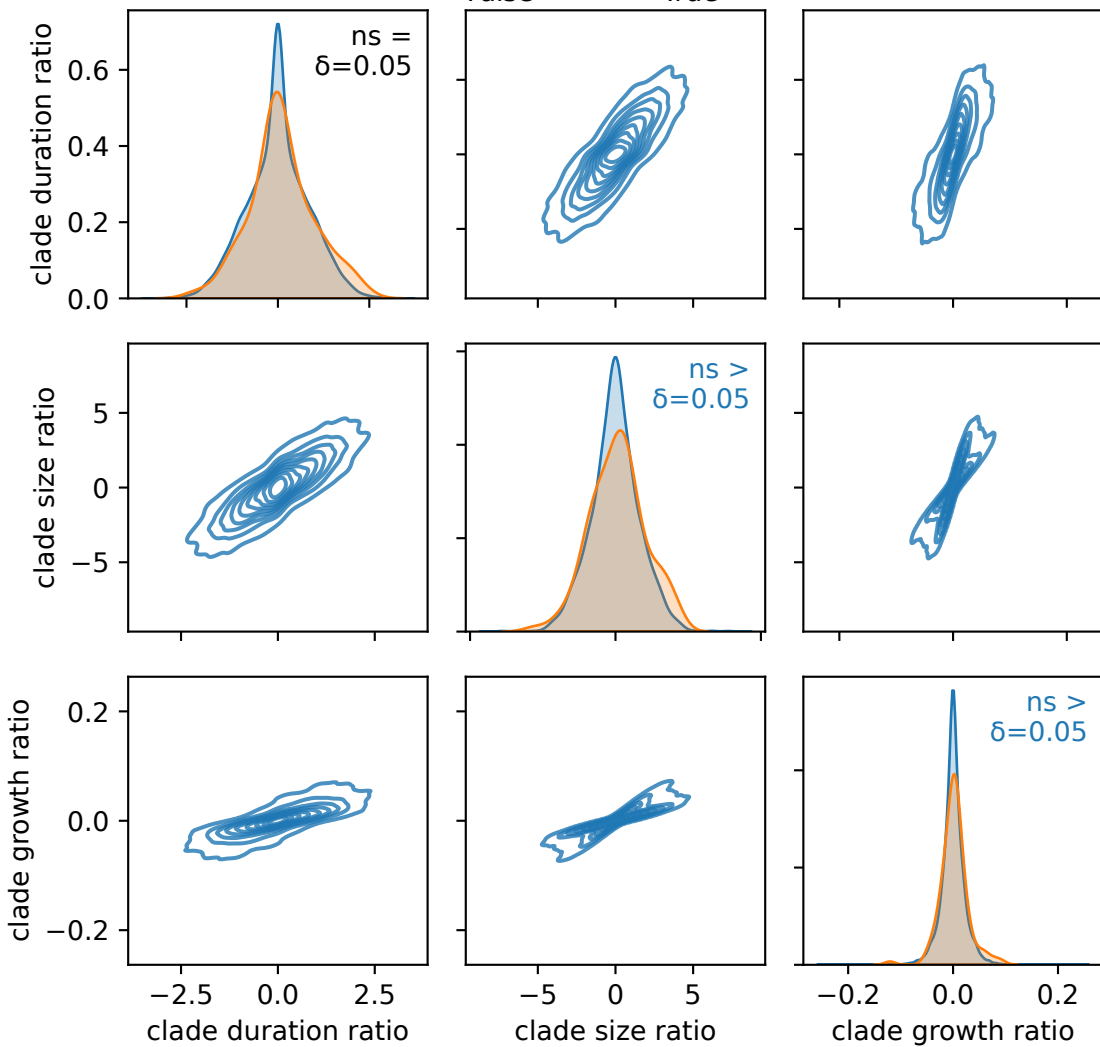 clade duration ratio
0.6
0.4
0.2
0.0
ns =
δ=0.05
clade size ratio
5
0
−5
ns >
δ=0.05
clade growth ratio
0.2
0.0
−0.2
ns >
δ=0.05
−2.5 0.0 2.5
−5 0 5
−0.2 0.0 0.2
clade duration ratio
clade size ratio
clade growth ratio